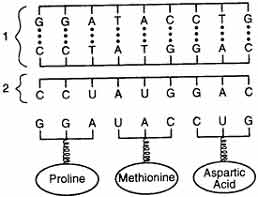 G G A T A C C T G
1
C C T A T G G A C
2
C C U A U G G A C
G G A U A C C U G
Proline Methionine Aspartic Acid